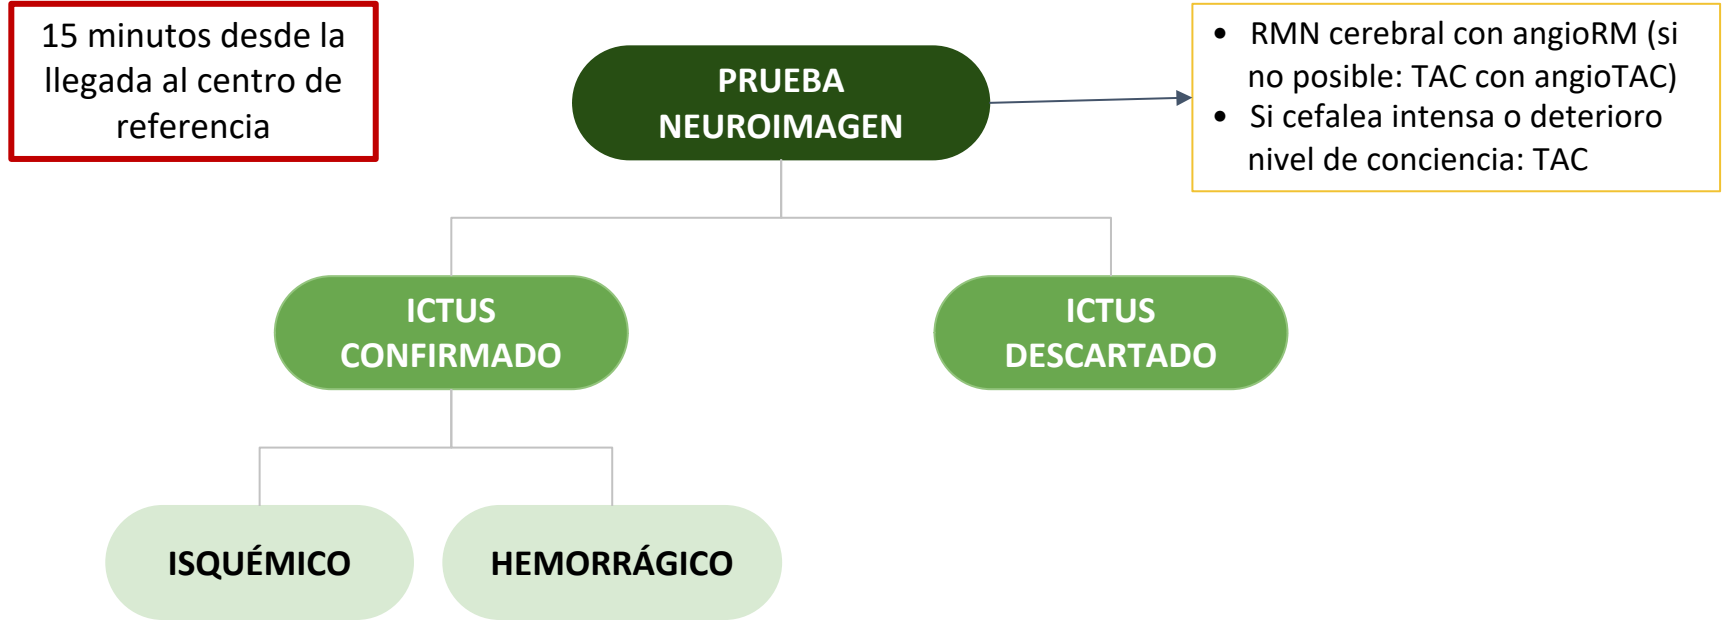 15 minutos desde la
llegada al centro de
referencia
PRUEBA
NEUROIMAGEN
• RMN cerebral con angioRM (si
no posible: TAC con angioTAC)
• Si cefalea intensa o deterioro
nivel de conciencia: TAC
ICTUS
CONFIRMADO
ICTUS
DESCARTADO
ISQUÉMICO
HEMORRÁGICO